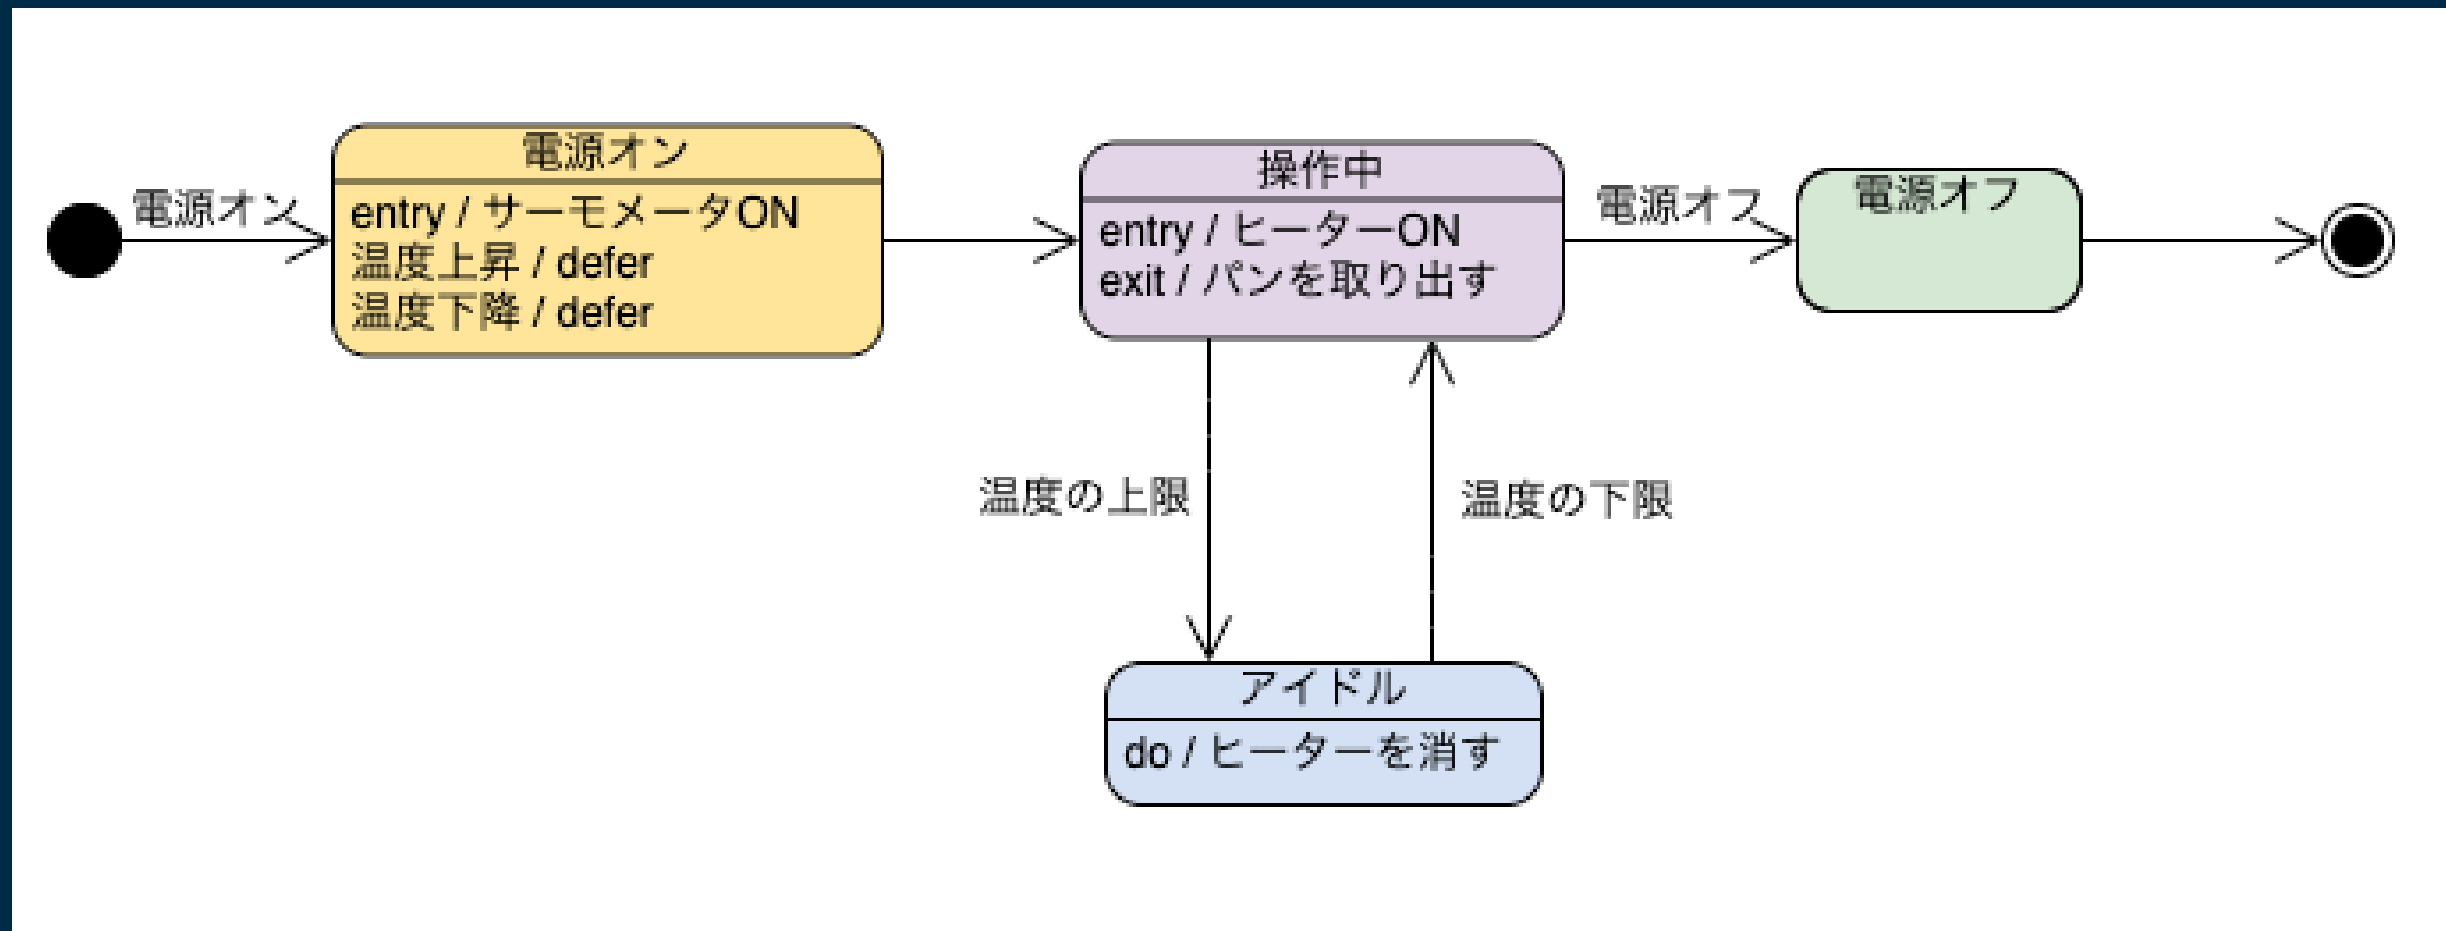 電源オン
電源オン
entry / サーモメータON
温度上昇 / defer
温度下降 / defer
操作中
entry / ヒーターON
exit / パンを取り出す
電源オフ
電源オフ
温度の上限
温度の下限
アイドル
do / ヒーターを消す